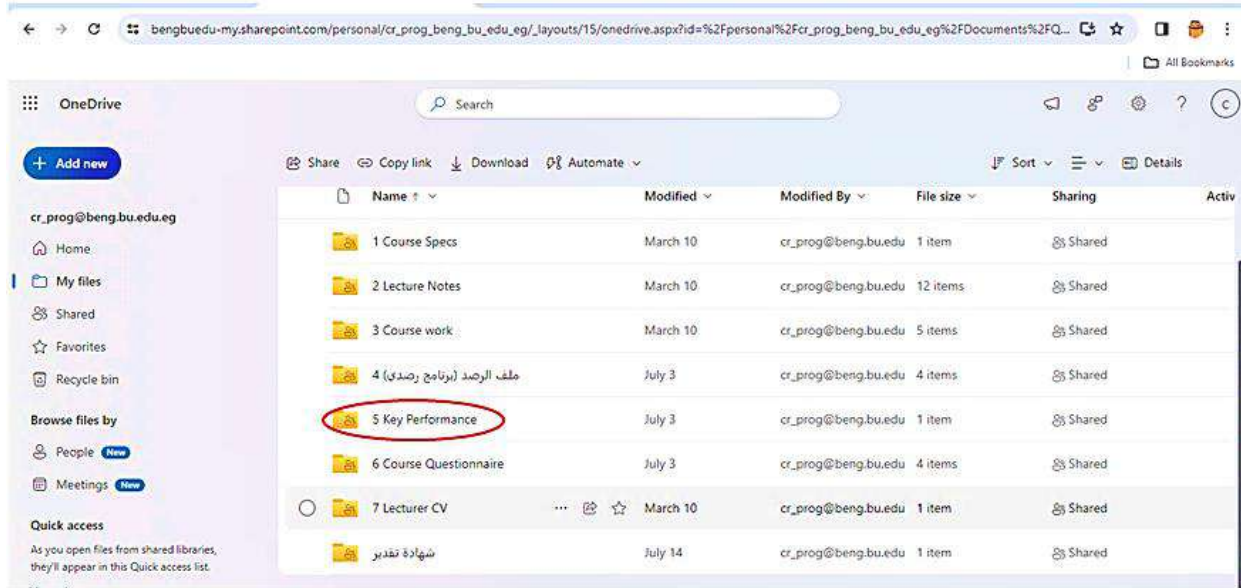 bengbuedu-my.sharepoint.com/personal/cr_prog_beng_bu_edu_eg/_layouts/15/onedrive.aspx?id=%2Fpersonal%2Fcr_prog_beng_bu_edu_eg%2FDocuments%2FQ...
All Bookmarks
OneDrive
Search
C
+ Add new
Share Copy link Download Automate Sort Details
Name Modified Modified By File size Sharing Activ
cr_prog@beng.bu.edu.eg
Home
My files
Shared
Favorites
Recycle bin
Browse files by
People New
Meetings New
Quick access
As you open files from shared libraries,
they'll appear in this Quick access list.
1 Course Specs March 10 cr_prog@beng.bu.edu 1 item Shared
2 Lecture Notes March 10 cr_prog@beng.bu.edu 12 items Shared
3 Course work March 10 cr_prog@beng.bu.edu 5 items Shared
4 ملف الرصد (برنامج رصدي) July 3 cr_prog@beng.bu.edu 4 items Shared
5 Key Performance July 3 cr_prog@beng.bu.edu 1 item Shared
6 Course Questionnaire July 3 cr_prog@beng.bu.edu 4 items Shared
7 Lecturer CV ... March 10 cr_prog@beng.bu.edu 1 item Shared
شهادة تقدير July 14 cr_prog@beng.bu.edu 1 item Shared